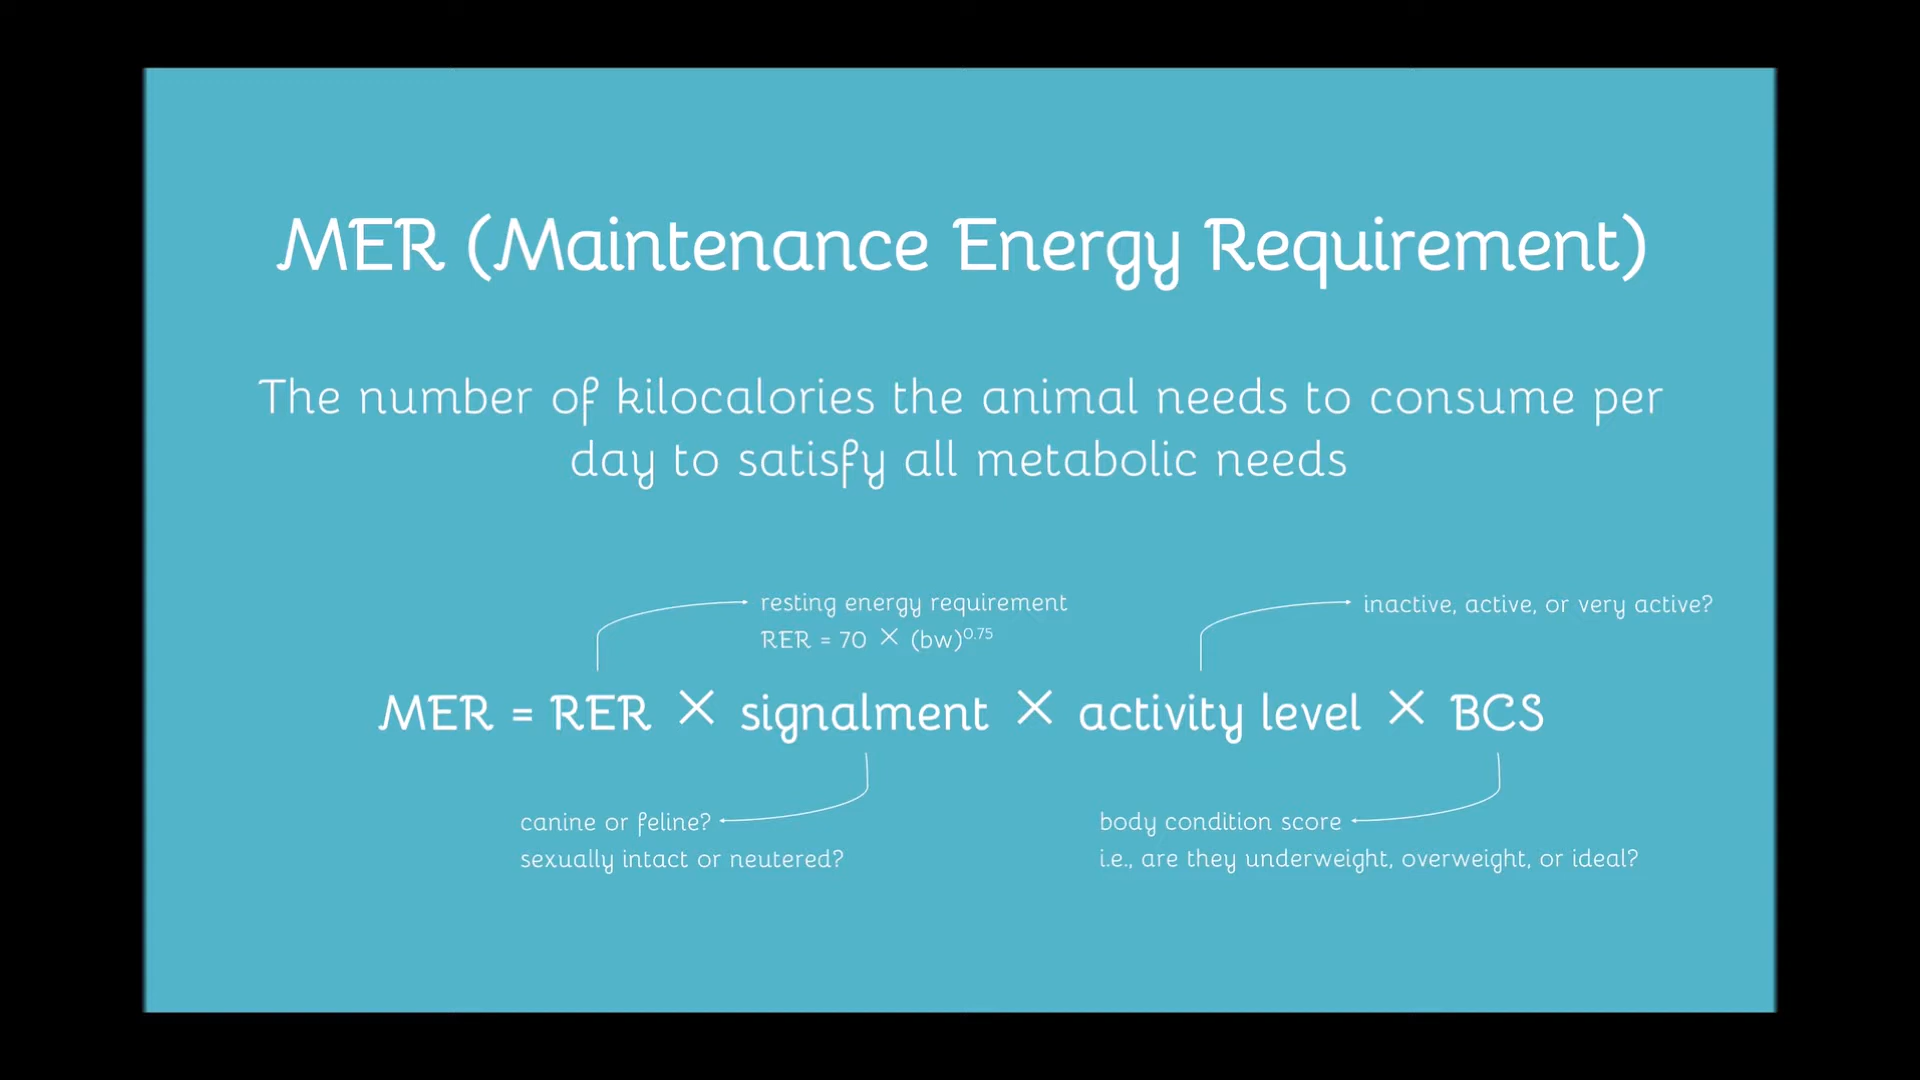 MER (Maintenance Energy Requirement)
The number of kilocalories the animal needs to consume per
day to satisfy all metabolic needs
resting energy requirement
RER = 70 × (bw)^0.75
inactive, active, or very active?
MER = RER × signalment × activity level × BCS
canine or feline?
sexually intact or neutered?
body condition score
i.e., are they underweight, overweight, or ideal?